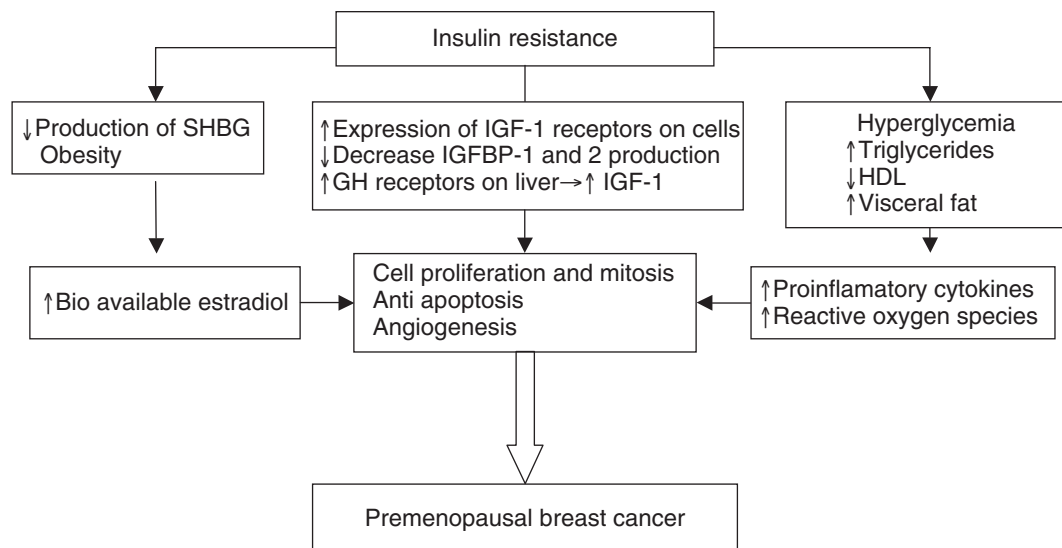 Insulin resistance
↓Production of SHBG
Obesity
↑Expression of IGF-1 receptors on cells
↓Decrease IGFBP-1 and 2 production
↑GH receptors on liver→↑ IGF-1
Hyperglycemia
↑Triglycerides
↓HDL
↑Visceral fat
↑Bio available estradiol
Cell proliferation and mitosis
Anti apoptosis
Angiogenesis
↑Proinflamatory cytokines
↑Reactive oxygen species
Premenopausal breast cancer